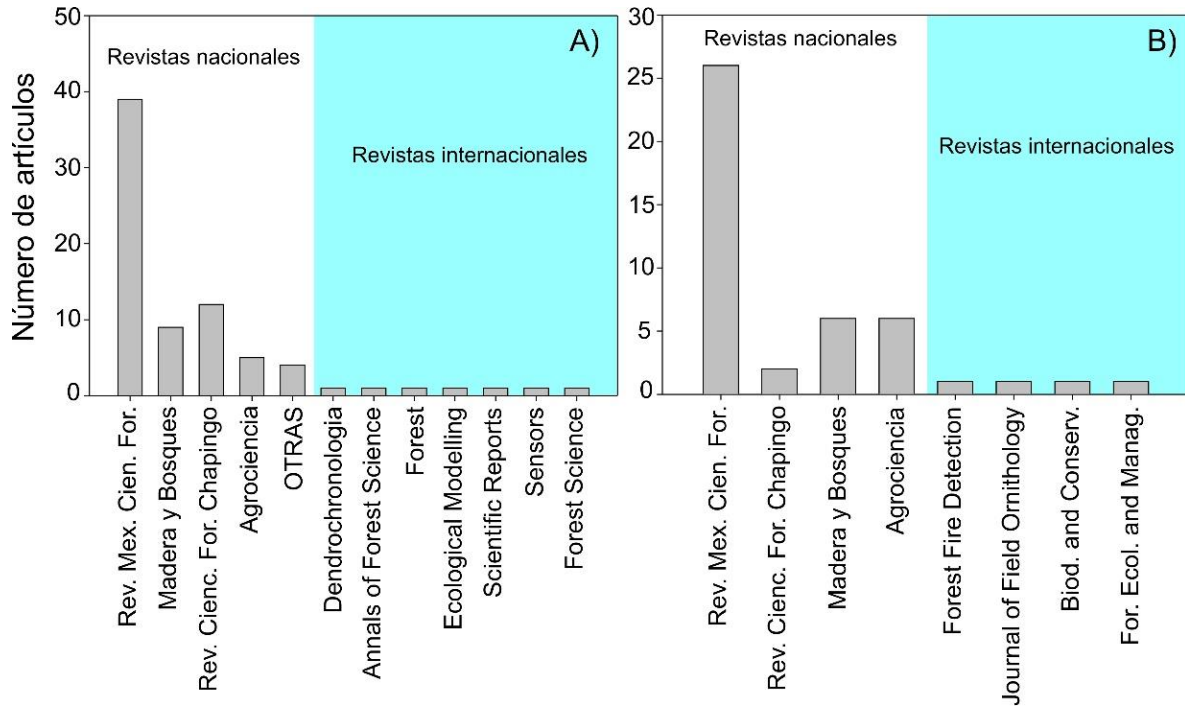 Número de artículos
50
40
30
20
10
0
Revistas nacionales
A)
Revistas internacionales
Rev. Mex. Cien. For.
Madera y Bosques
Rev. Cienc. For. Chapingo
Agrociencia
OTRAS
Dendrochronologia
Annals of Forest Science
Forest
Ecological Modelling
Scientific Reports
Sensors
Forest Science
30
25
20
15
10
5
0
Revistas nacionales
B)
Revistas internacionales
Rev. Mex. Cien. For.
Rev. Cienc. For. Chapingo
Madera y Bosques
Agrociencia
Forest Fire Detection
Journal of Field Ornithology
Biod. and Conserv.
For. Ecol. and Manag.